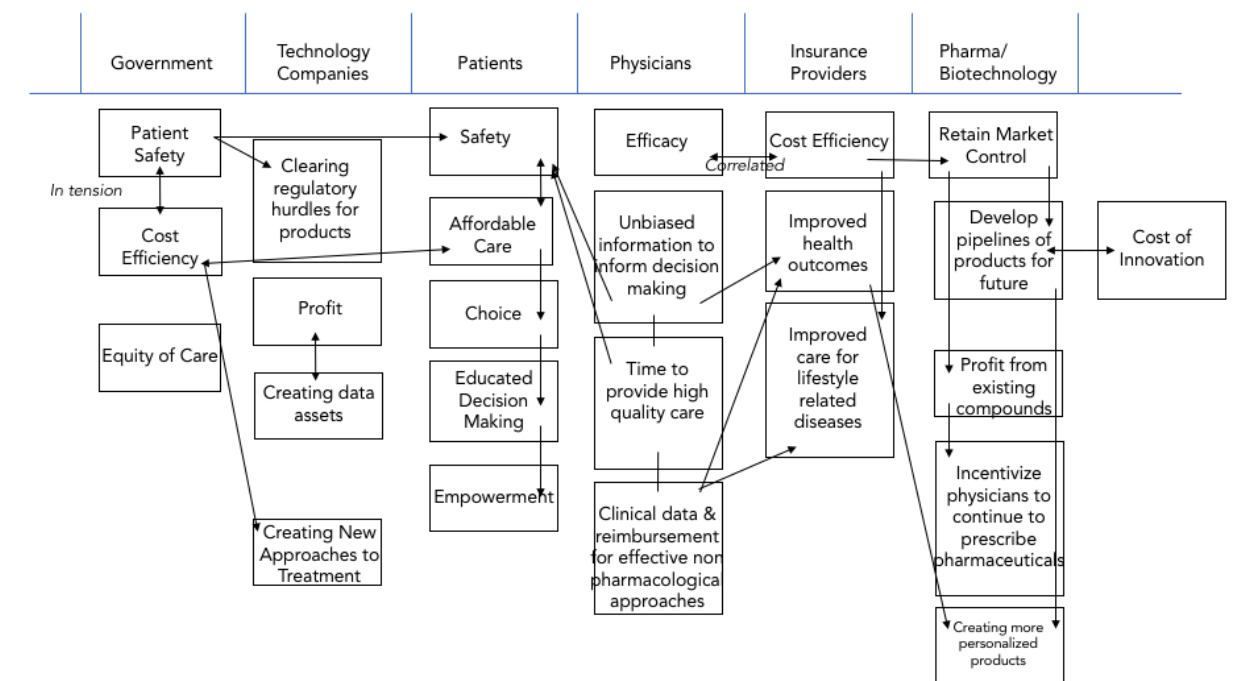 Government
Technology
Companies
Patients
Physicians
Insurance
Providers
Pharma/
Biotechnology
Patient
Safety
In tension
Cost
Efficiency
Equity of Care
Clearing
regulatory
hurdles for
products
Profit
Creating data
assets
Creating New
Approaches to
Treatment
Safety
Affordable
Care
Choice
Educated
Decision
Making
Empowerment
Efficacy
Correlated
Unbiased
information to
inform decision
making
Time to
provide high
quality care
Clinical data &
reimbursement
for effective non
pharmacological
approaches
Cost Efficiency
Improved
health
outcomes
Improved
care for
lifestyle
related
diseases
Retain Market
Control
Develop
pipelines of
products for
future
Profit from
existing
compounds
Incentivize
physicians to
continue to
prescribe
pharmaceuticals
Creating more
personalized
products
Cost of
Innovation